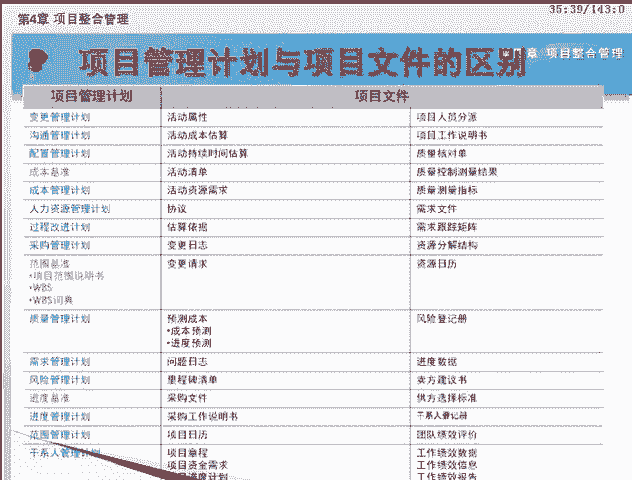 35:39/143:0
第4章 项目整合管理
章 项目整合管理
项目管理计划与项目文件的区别
项目管理计划 项目文件
变更管理计划 活动属性 项目人员分派
沟通管理计划 活动成本估算 项目工作说明书
配置管理计划 活动持续时间估算 质量核对单
成本基准 活动清单 质量控制测量结果
成本管理计划 活动资源需求 质量测量指标
人力资源管理计划 协议 需求文件
过程改进计划 估算依据 需求跟踪矩阵
采购管理计划 变更日志 资源分解结构
范围基准 变更请求 资源日历
•项目范围说明书
•WBS
•WBS词典
质量管理计划 预测成本 风险登记册
•成本预测
•进度预测
需求管理计划 问题日志 进度数据
风险管理计划 里程碑清单 卖方建议书
进度基准 采购文件 供方选择标准
进度管理计划 采购工作说明书 干系人登记册
范围管理计划 项目日历 团队绩效评价
干系人管理计划 项目章程 工作绩效数据
项目资金需求 工作绩效信息
进度计划 工作绩效报告